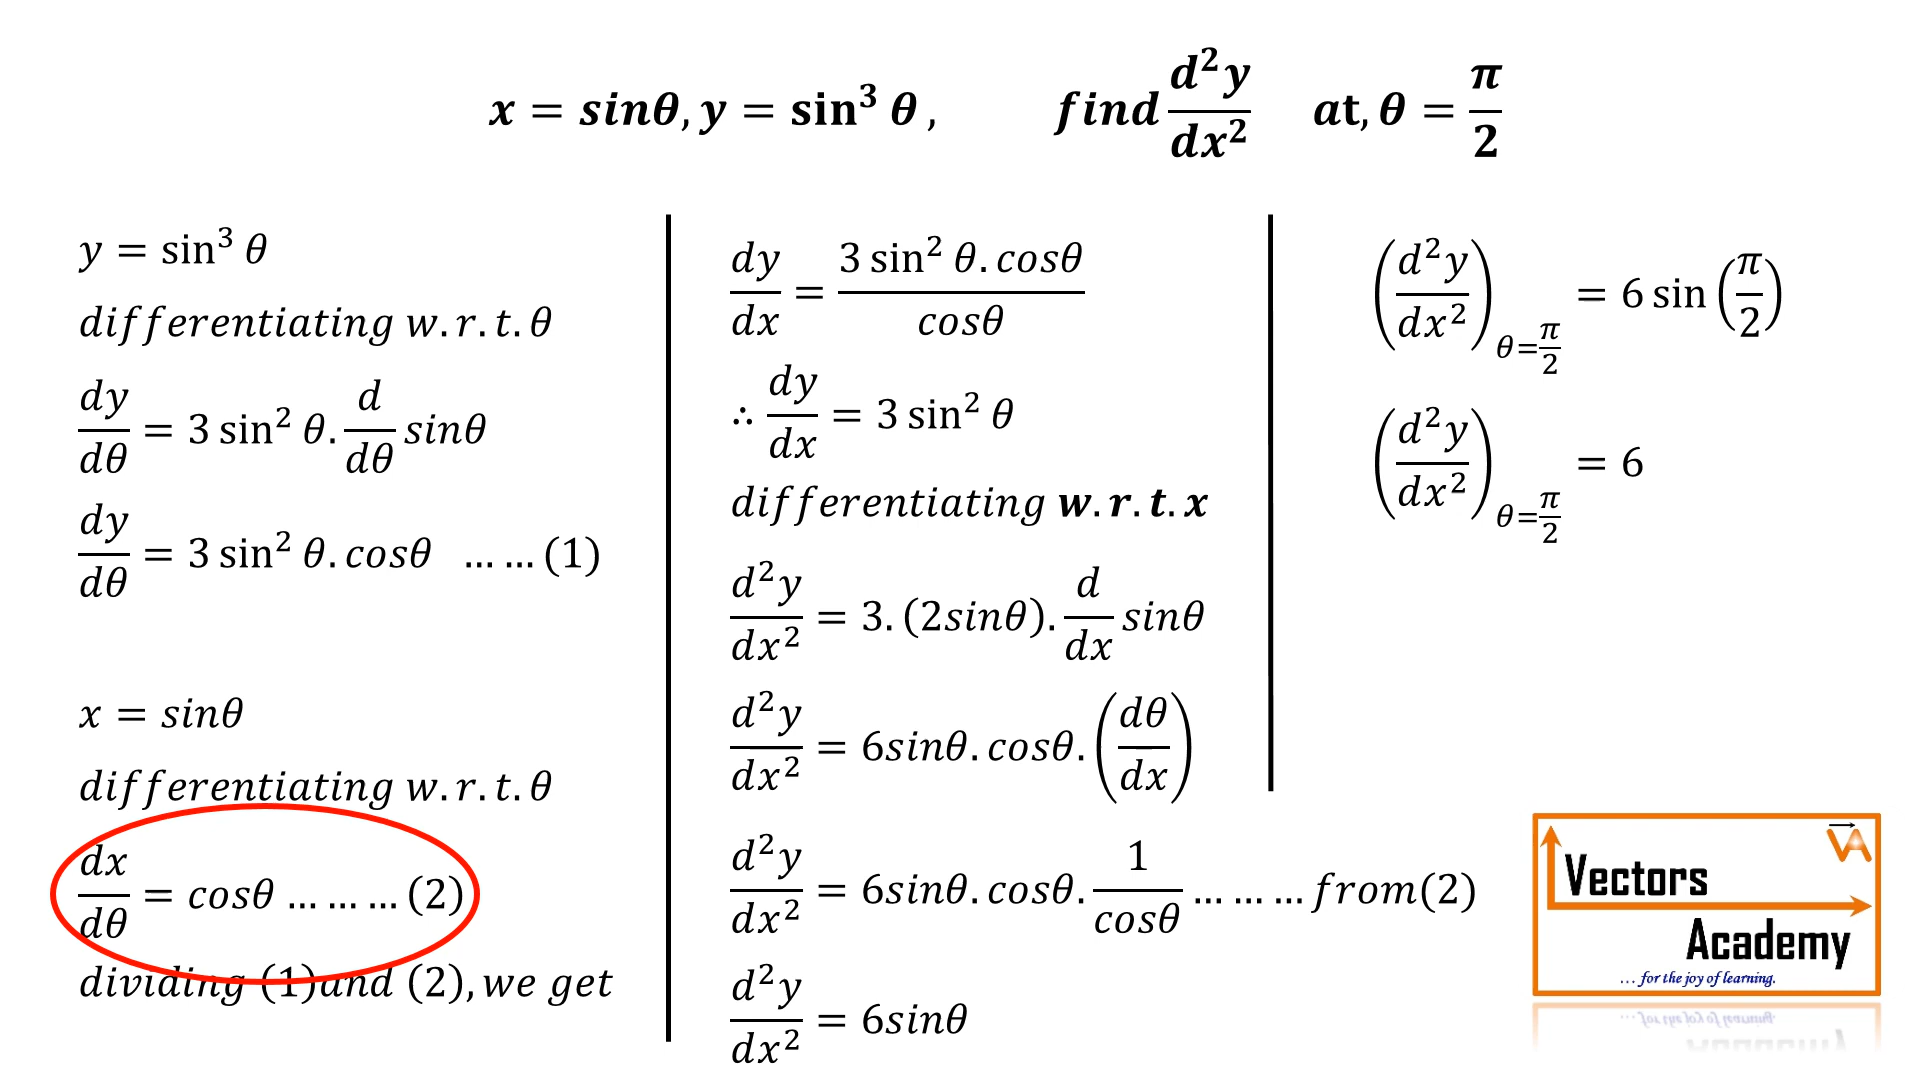 x = sinθ, y = sin³ θ , find d²y/dx² at, θ = π/2
y = sin³ θ
differentiating w.r.t. θ
dy/dθ = 3 sin² θ. d/dθ sinθ
dy/dθ = 3 sin² θ. cosθ ... ... (1)
x = sinθ
differentiating w.r.t. θ
dx/dθ = cosθ ... ... ... (2)
dividing (1)and (2), we get
dy/dx = 3 sin² θ. cosθ/cosθ
∴ dy/dx = 3 sin² θ
differentiating w.r.t. x
d²y/dx² = 3. (2sinθ). d/dx sinθ
d²y/dx² = 6sinθ. cosθ. (dθ/dx)
d²y/dx² = 6sinθ. cosθ. 1/cosθ ... ... ... from(2)
d²y/dx² = 6sinθ
(d²y/dx²)θ=π/2 = 6 sin (π/2)
(d²y/dx²)θ=π/2 = 6
VA
Vectors
Academy
... for the joy of learning.